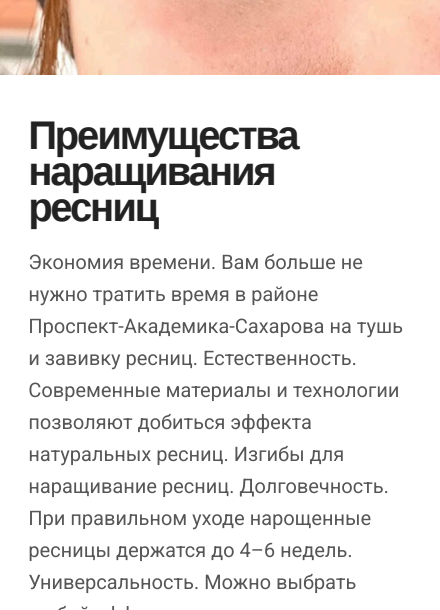 Преимущества
наращивания
ресниц
Экономия времени. Вам больше не
нужно тратить время в районе
Проспект-Академика-Сахарова на тушь
и завивку ресниц. Естественность.
Современные материалы и технологии
позволяют добиться эффекта
натуральных ресниц. Изгибы для
наращивание ресниц. Долговечность.
При правильном уходе нарощенные
ресницы держатся до 4–6 недель.
Универсальность. Можно выбрать